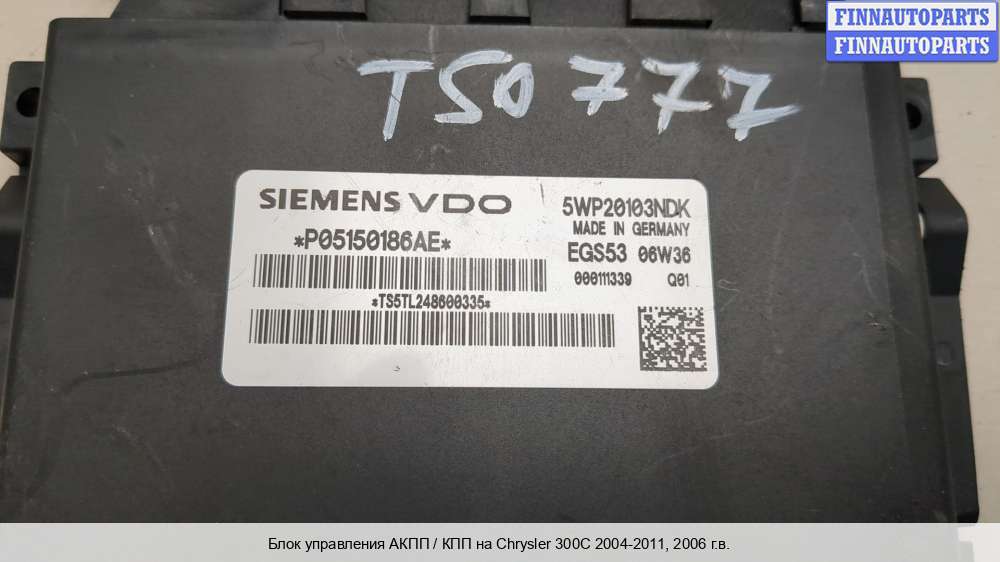 FINNAUTOPARTS
FINNAUTOPARTS
TS0777
SIEMENS VDO
5WP20103NDK
MADE IN GERMANY
*P05150186AE*
EGS53 06W36
000111339 Q01
*TS5TL248600335*
Блок управления АКПП / КПП на Chrysler 300C 2004-2011, 2006 г.в.